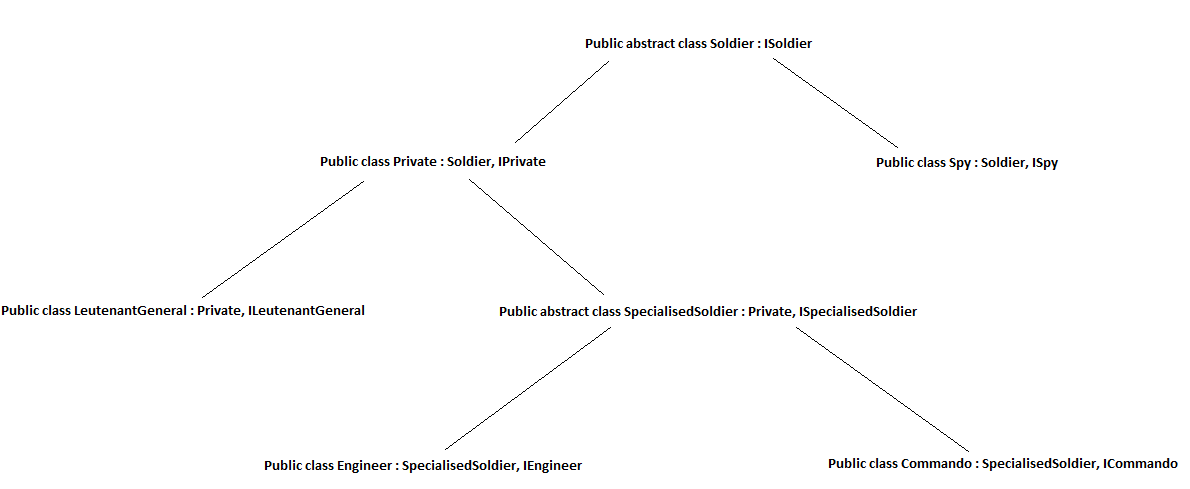 Public abstract class Soldier : ISoldier
Public class Private : Soldier, IPrivate
Public class Spy : Soldier, ISpy
Public class LeutenantGeneral : Private, ILeutenantGeneral
Public abstract class SpecialisedSoldier : Private, ISpecialisedSoldier
Public class Engineer : SpecialisedSoldier, IEngineer
Public class Commando : SpecialisedSoldier, ICommando